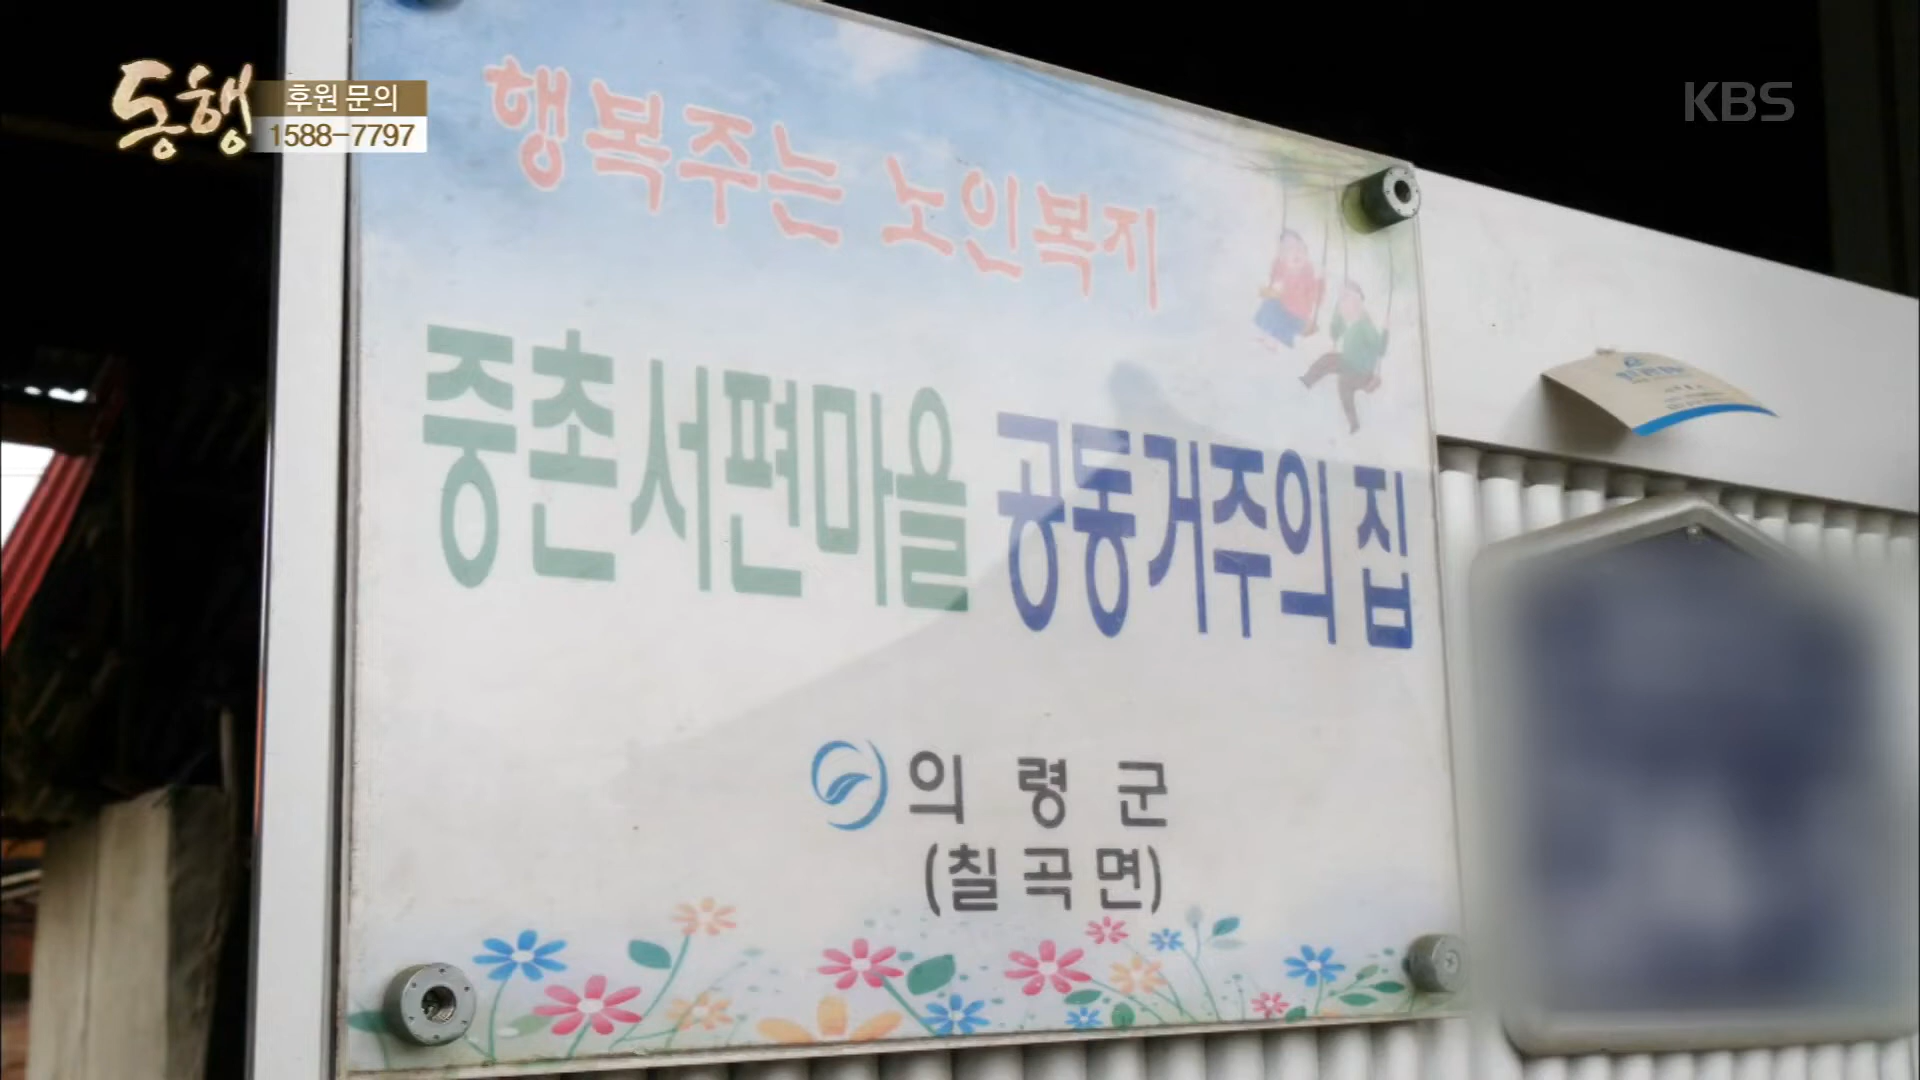 동행
후원 문의
1588-7797
KBS
행복주는 노인복지
중촌서편마을 공동거주의 집
의령군
(칠곡면)